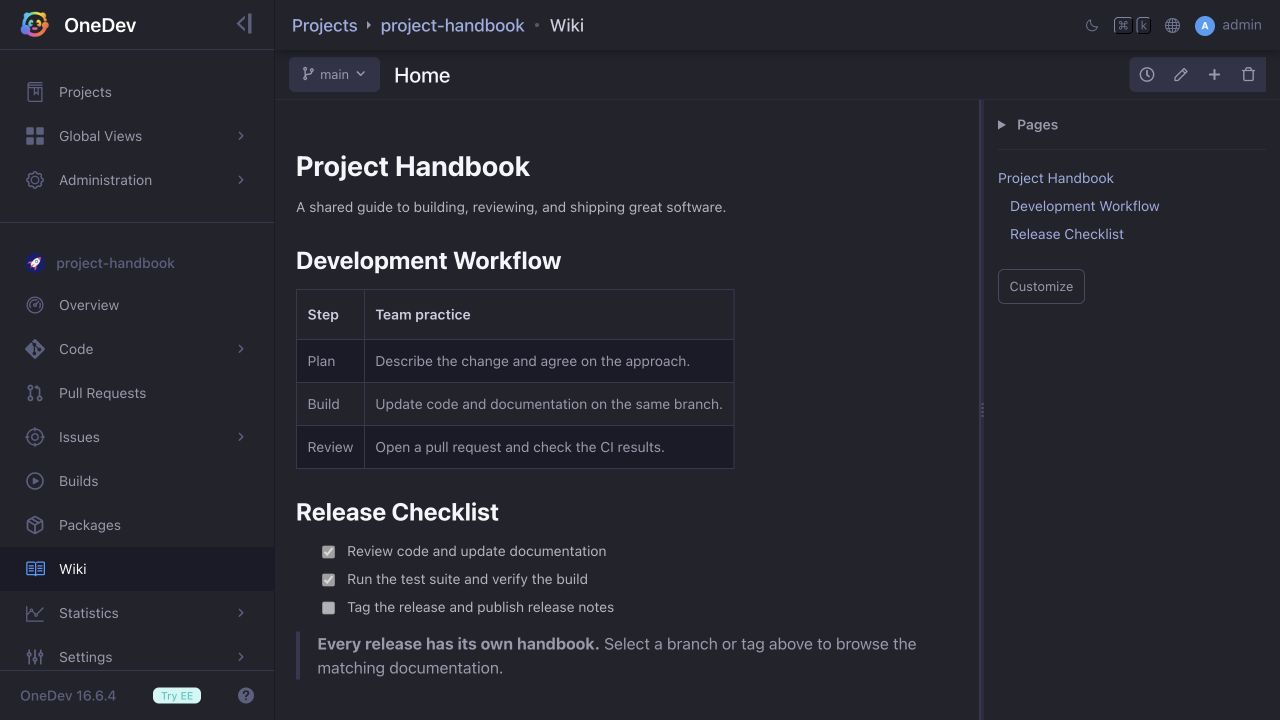 OneDev
Projects project-handbook Wiki
⌘ k A admin
main Home
Projects
Global Views
Administration
project-handbook
Overview
Code
Pull Requests
Issues
Builds
Packages
Wiki
Statistics
Settings
OneDev 16.6.4 Try EE ?
Project Handbook
A shared guide to building, reviewing, and shipping great software.
Development Workflow
Step Team practice
Plan Describe the change and agree on the approach.
Build Update code and documentation on the same branch.
Review Open a pull request and check the CI results.
Release Checklist
Review code and update documentation
Run the test suite and verify the build
Tag the release and publish release notes
Every release has its own handbook. Select a branch or tag above to browse the
matching documentation.
Pages
Project Handbook
Development Workflow
Release Checklist
Customize